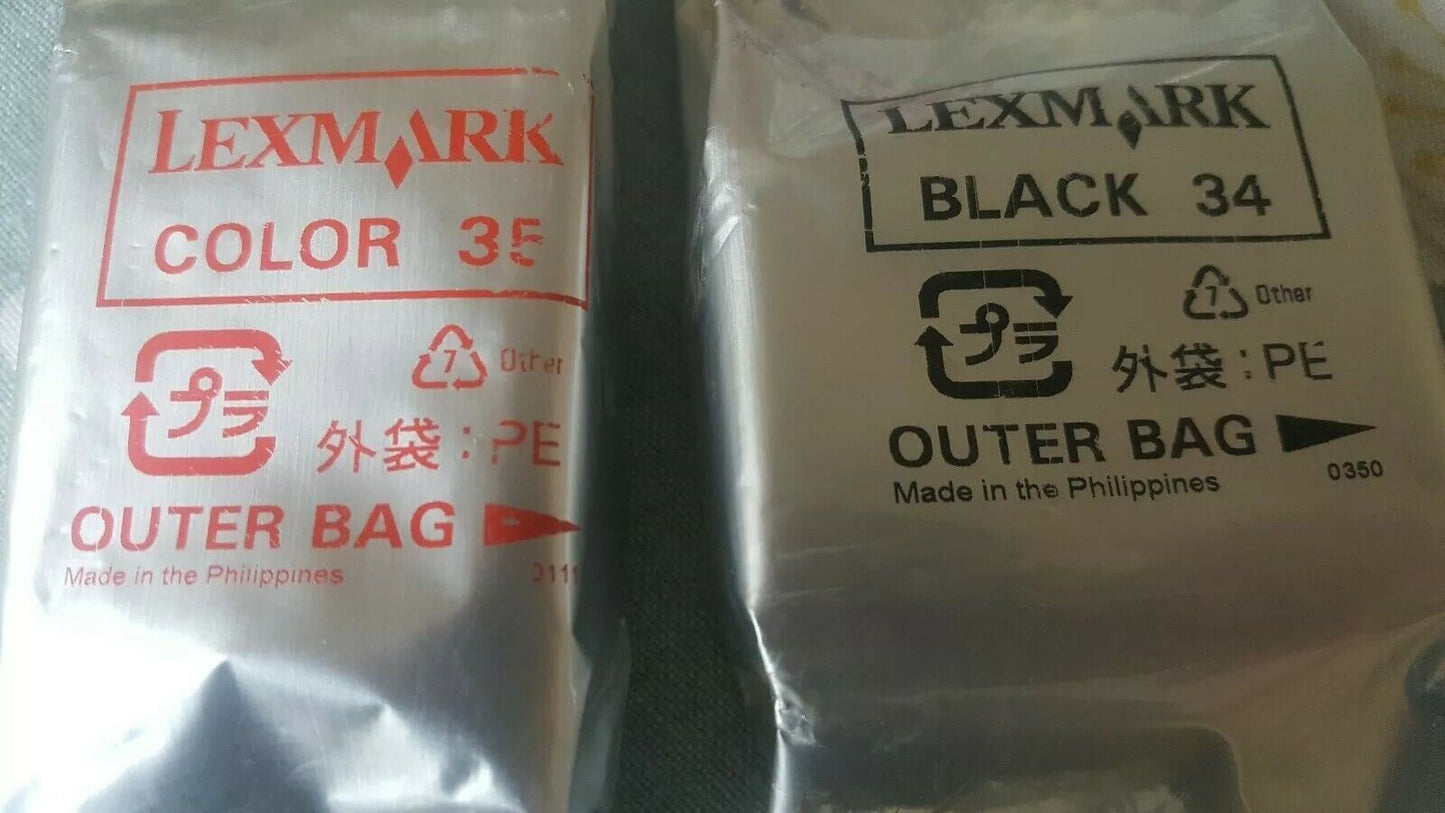 LEXMARK
COLOR 35
7 Other
プラ
外袋:PE
OUTER BAG
Made in the Philippines
LEXMARK
BLACK 34
7 Other
プラ
外袋:PE
OUTER BAG
0350
Made in the Philippines